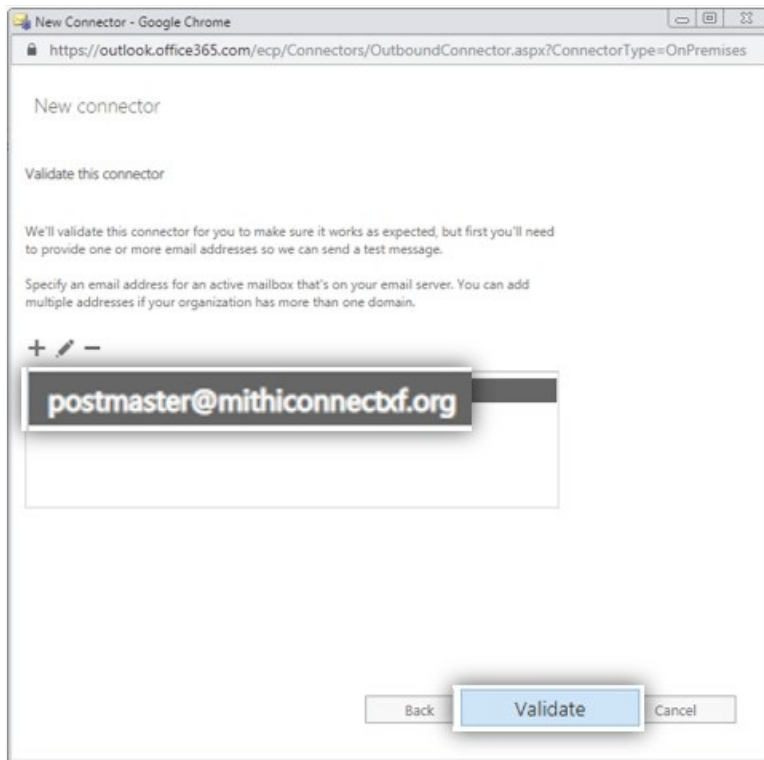 New Connector - Google Chrome
https://outlook.office365.com/ecp/Connectors/OutboundConnector.aspx?ConnectorType=OnPremises
New connector
Validate this connector
We'll validate this connector for you to make sure it works as expected, but first you'll need
to provide one or more email addresses so we can send a test message.
Specify an email address for an active mailbox that's on your email server. You can add
multiple addresses if your organization has more than one domain.
postmaster@mithiconnectxf.org
Back Validate Cancel